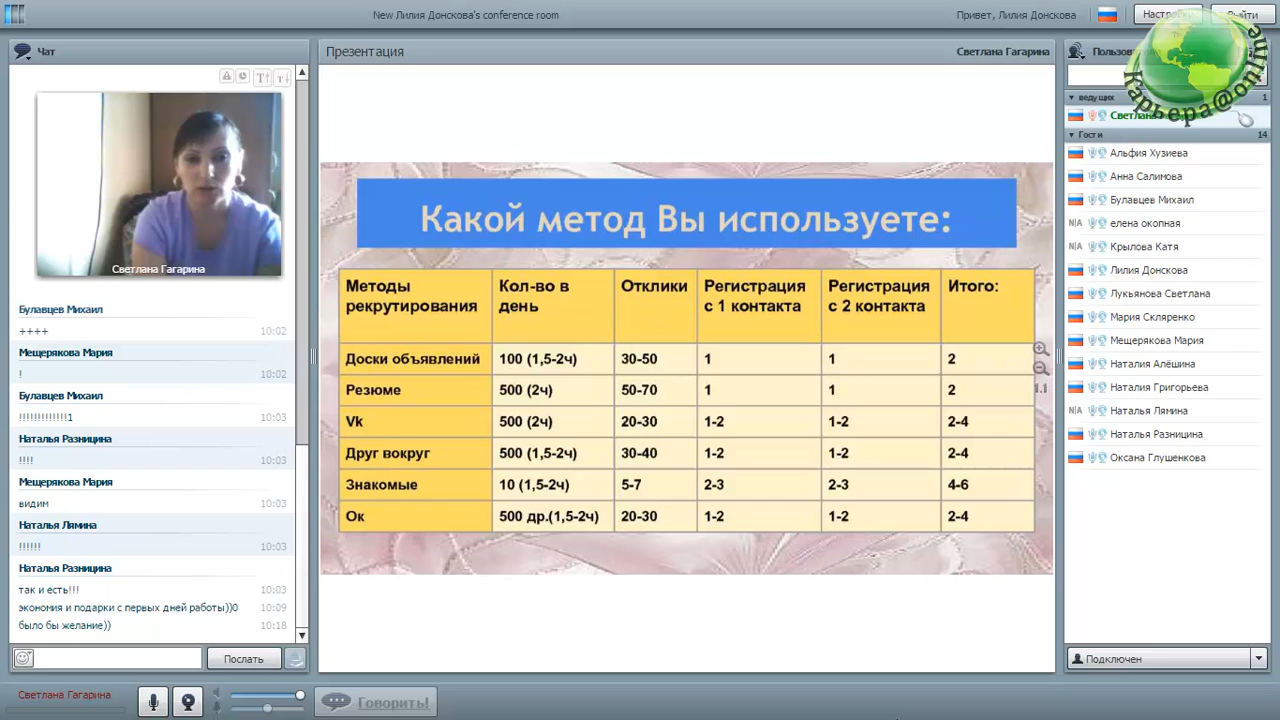 New Лилия Донскова's conference room
Привет, Лилия Донскова
Выйти
Чат
Светлана Гагарина
Булавцев Михаил
++++ 10:02
Мещерякова Мария
! 10:02
Булавцев Михаил
!!!!!!!!!!!!!1 10:03
Наталья Разницина
!!!! 10:03
Мещерякова Мария
видим 10:03
Наталья Лямина
!!!!!! 10:03
Наталья Разницина
так и есть!!! 10:03
экономия и подарки с первых дней работы))0 10:09
было бы желание)) 10:18
Послать
Светлана Гагарина
Говорить!
Презентация Светлана Гагарина
Какой метод Вы используете:
Методы рекрутирования Кол-во в день Отклики Регистрация с 1 контакта Регистрация с 2 контакта Итого:
Доски объявлений 100 (1,5-2ч) 30-50 1 1 2
Резюме 500 (2ч) 50-70 1 1 2
Vk 500 (2ч) 20-30 1-2 1-2 2-4
Друг вокруг 500 (1,5-2ч) 30-40 1-2 1-2 2-4
Знакомые 10 (1,5-2ч) 5-7 2-3 2-3 4-6
Ок 500 др.(1,5-2ч) 20-30 1-2 1-2 2-4
1.1
Карьера@online
ведущих 1
Гости 14
Альфия Хузиева
Анна Салимова
Булавцев Михаил
N/A елена окопная
N/A Крылова Катя
Лилия Донскова
Лукьянова Светлана
Мария Скляренко
Мещерякова Мария
Наталия Алёшина
Наталия Григорьева
N/A Наталья Лямина
Наталья Разницина
Оксана Глушенкова
Подключен